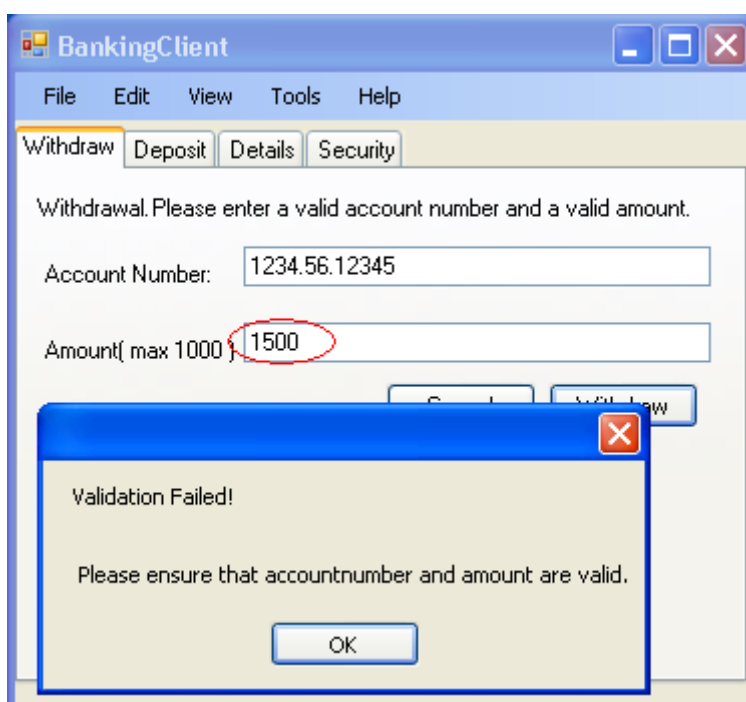 BankingClient
File Edit View Tools Help
Withdraw Deposit Details Security
Withdrawal. Please enter a valid account number and a valid amount.
Account Number: 1234.56.12345
Amount( max 1000 ) 1500
Validation Failed!
Please ensure that accountnumber and amount are valid.
OK